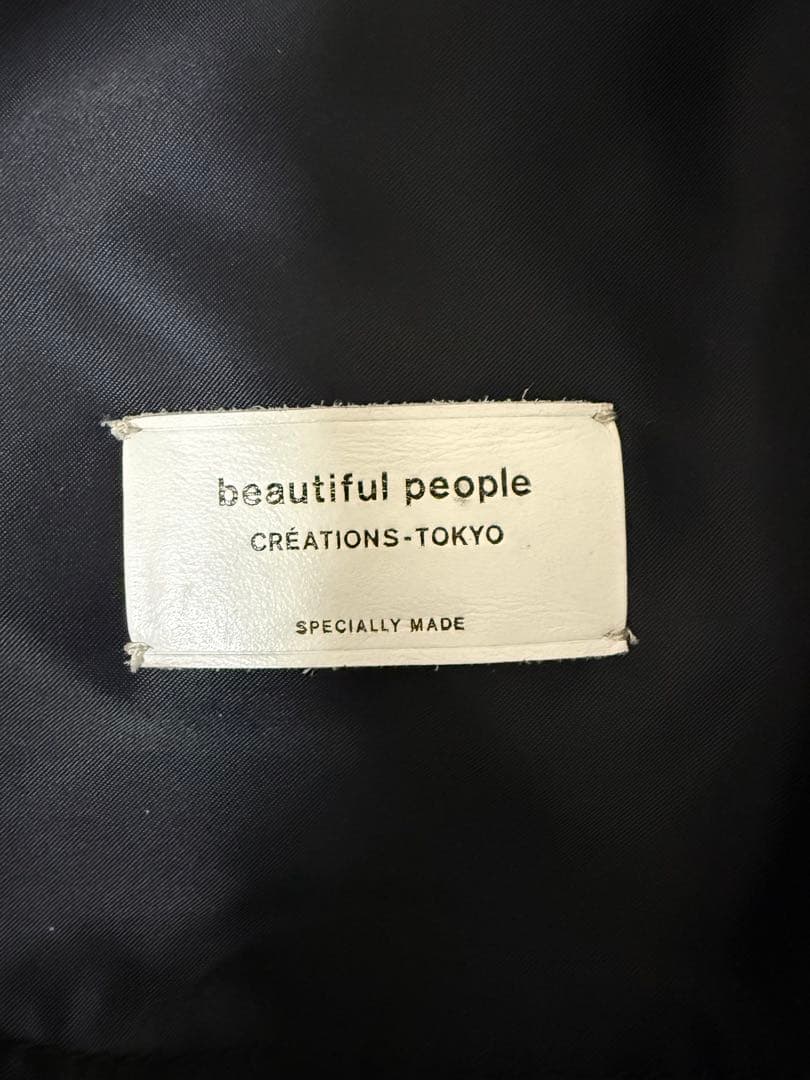 beautiful people
CRÉATIONS-TOKYO
SPECIALLY MADE